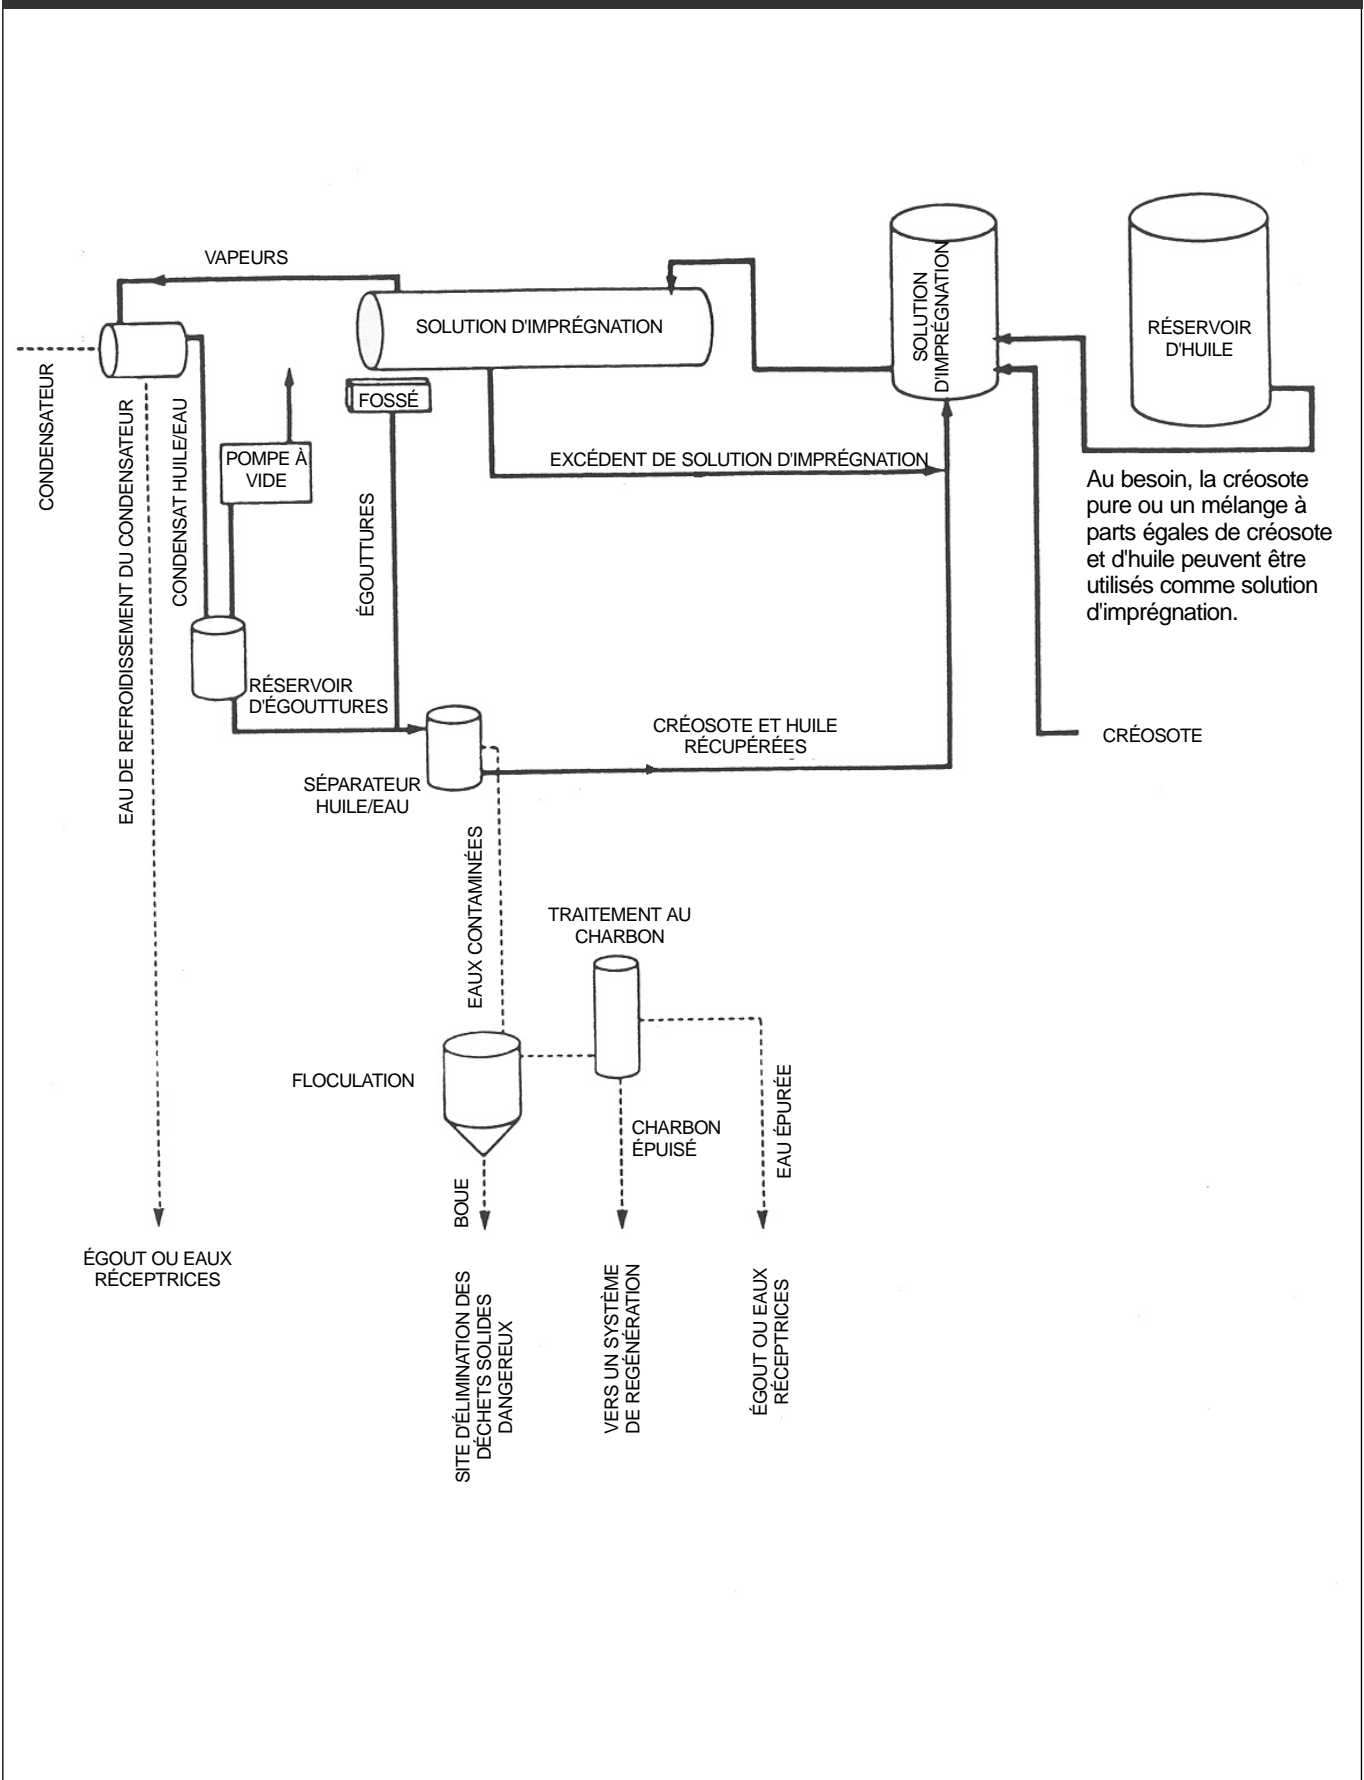 VAPEURS
SOLUTION D'IMPRÉGNATION
SOLUTION
D'IMPRÉGNATION
RÉSERVOIR
D'HUILE
CONDENSATEUR
EAU DE REFROIDISSEMENT DU CONDENSATEUR
CONDENSAT HUILE/EAU
FOSSÉ
POMPE À
VIDE
EXCÉDENT DE SOLUTION D'IMPRÉGNATION
Au besoin, la créosote
pure ou un mélange à
parts égales de créosote
et d'huile peuvent être
utilisés comme solution
d'imprégnation.
ÉGOUTTURES
RÉSERVOIR
D'ÉGOUTTURES
CRÉOSOTE ET HUILE
RÉCUPÉRÉES
CRÉOSOTE
SÉPARATEUR
HUILE/EAU
EAUX CONTAMINÉES
TRAITEMENT AU
CHARBON
FLOCULATION
CHARBON
ÉPUISÉ
EAU ÉPURÉE
BOUE
ÉGOUT OU EAUX
RÉCEPTRICES
SITE D'ÉLIMINATION DES
DÉCHETS SOLIDES
DANGEREUX
VERS UN SYSTÈME
DE REGÉNÉRATION
ÉGOUT OU EAUX
RÉCEPTRICES